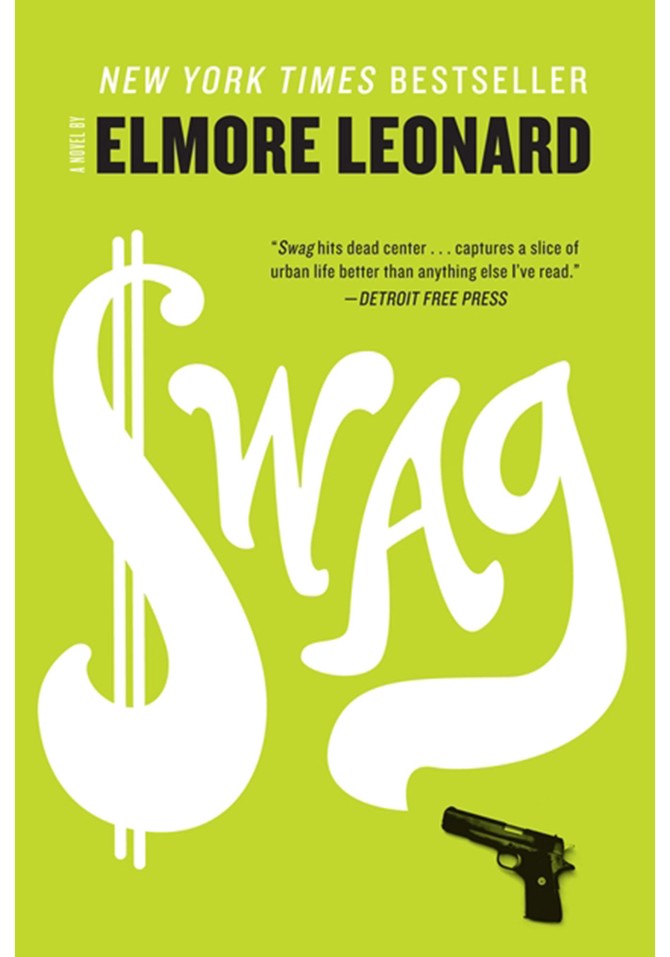 NEW YORK TIMES BESTSELLER
A NOVEL BY
ELMORE LEONARD
“Swag hits dead center . . . captures a slice of
urban life better than anything else I’ve read.”
—DETROIT FREE PRESS
$wAg